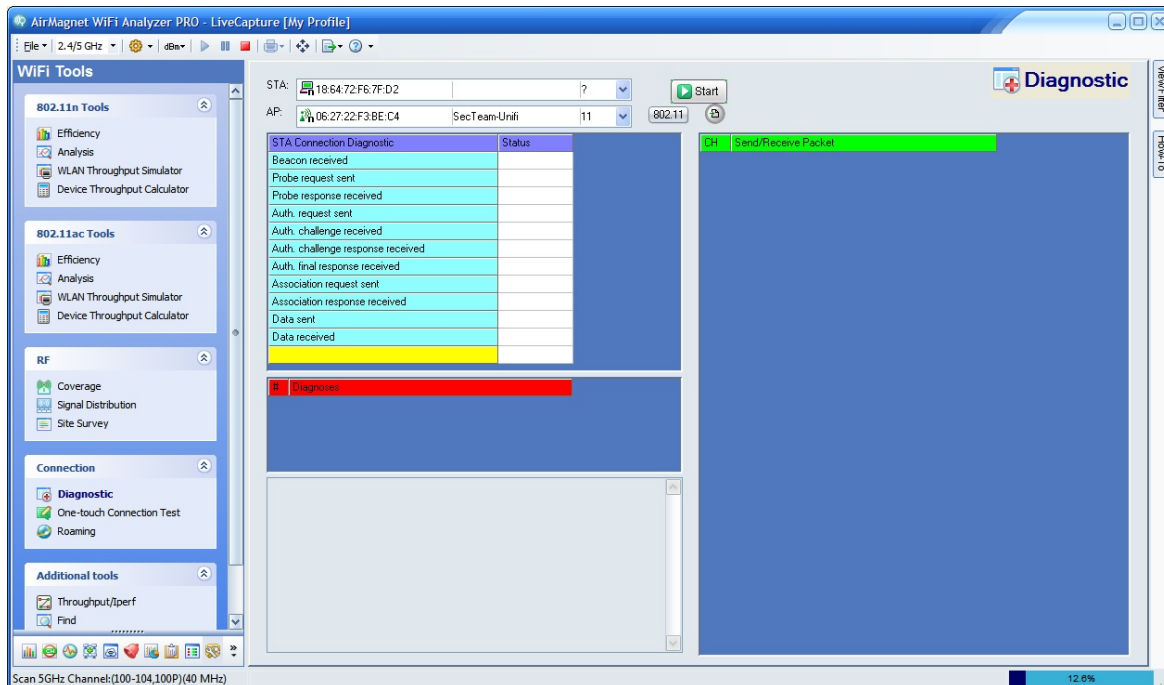 AirMagnet WiFi Analyzer PRO - LiveCapture [My Profile]
File 2.4/5 GHz dBm
WiFi Tools
802.11n Tools
Efficiency
Analysis
WLAN Throughput Simulator
Device Throughput Calculator
802.11ac Tools
Efficiency
Analysis
WLAN Throughput Simulator
Device Throughput Calculator
RF
Coverage
Signal Distribution
Site Survey
Connection
Diagnostic
One-touch Connection Test
Roaming
Additional tools
Throughput/Iperf
Find
STA: 18:64:72:F6:7F:D2 ? Start
AP: 06:27:22:F3:BE:C4 SecTeam-Unifi 11 802.11
Diagnostic
STA Connection Diagnostic Status
Beacon received
Probe request sent
Probe response received
Auth. request sent
Auth. challenge received
Auth. challenge response received
Auth. final response received
Association request sent
Association response received
Data sent
Data received
# Diagnoses
CH Send/Receive Packet
View/Filter
How-To
Scan 5GHz Channel:(100-104,100P)(40 MHz)
12.6%